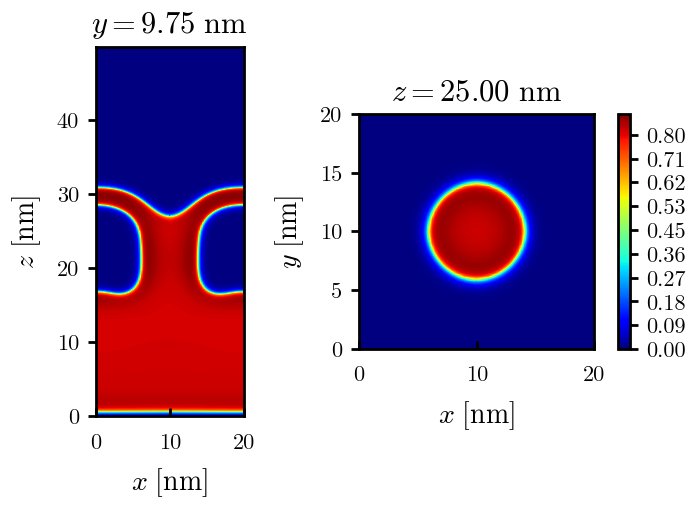 y = 9.75 nm
z [nm]
40
30
20
10
0
0 10 20
x [nm]
z = 25.00 nm
y [nm]
20
15
10
5
0
0 10 20
x [nm]
0.80
0.71
0.62
0.53
0.45
0.36
0.27
0.18
0.09
0.00